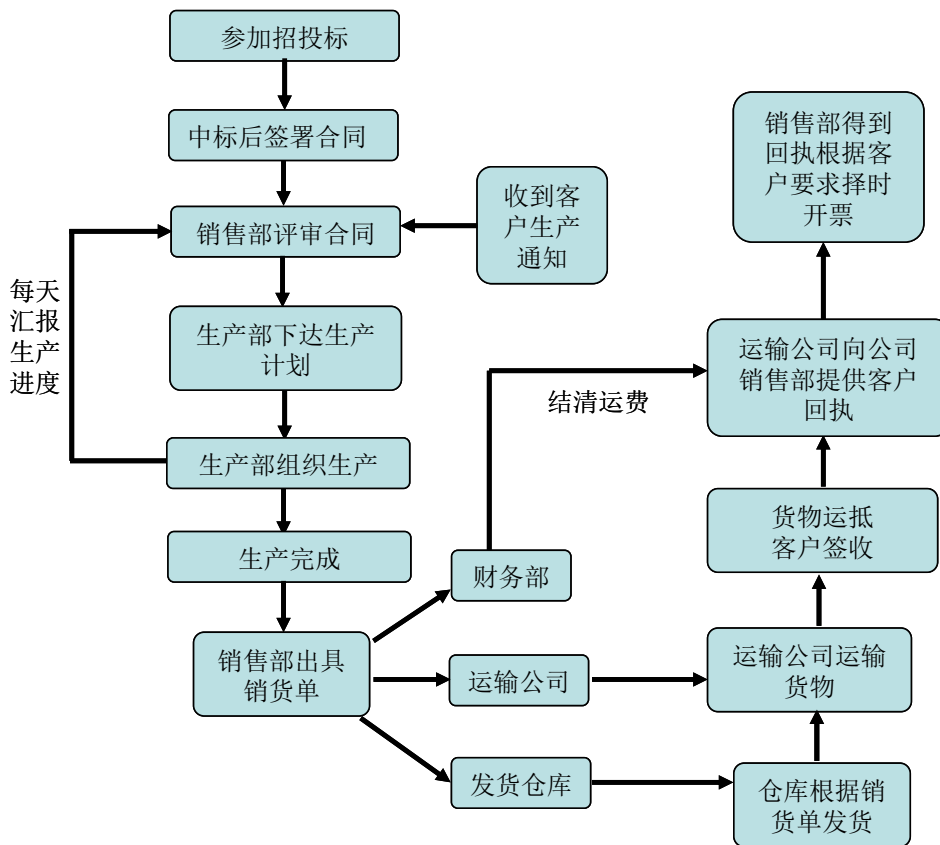 参加招投标
中标后签署合同
销售部评审合同
收到客
户生产
通知
每天
汇报
生产
进度
生产部下达生产
计划
生产部组织生产
生产完成
销售部出具
销货单
财务部
运输公司
发货仓库
结清运费
销售部得到
回执根据客
户要求择时
开票
运输公司向公司
销售部提供客户
回执
货物运抵
客户签收
运输公司运输
货物
仓库根据销
货单发货